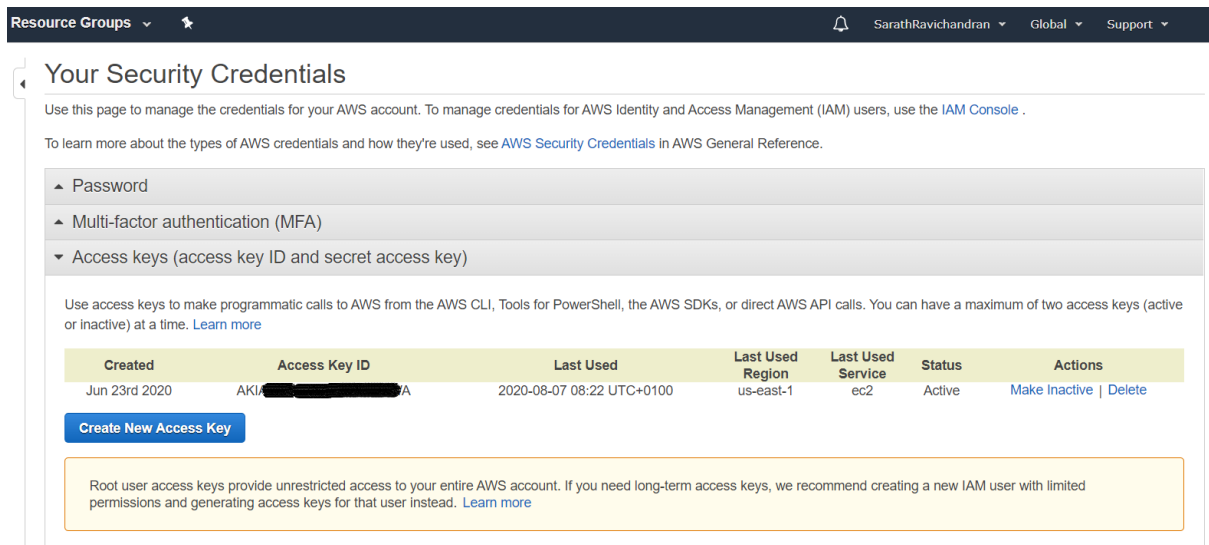 Resource Groups
SarathRavichandran Global Support
Your Security Credentials
Use this page to manage the credentials for your AWS account. To manage credentials for AWS Identity and Access Management (IAM) users, use the IAM Console .
To learn more about the types of AWS credentials and how they're used, see AWS Security Credentials in AWS General Reference.
Password
Multi-factor authentication (MFA)
Access keys (access key ID and secret access key)
Use access keys to make programmatic calls to AWS from the AWS CLI, Tools for PowerShell, the AWS SDKs, or direct AWS API calls. You can have a maximum of two access keys (active
or inactive) at a time. Learn more
Created Access Key ID Last Used Last Used Region Last Used Service Status Actions
Jun 23rd 2020 2020-08-07 08:22 UTC+0100 us-east-1 ec2 Active Make Inactive | Delete
Create New Access Key
Root user access keys provide unrestricted access to your entire AWS account. If you need long-term access keys, we recommend creating a new IAM user with limited
permissions and generating access keys for that user instead. Learn more